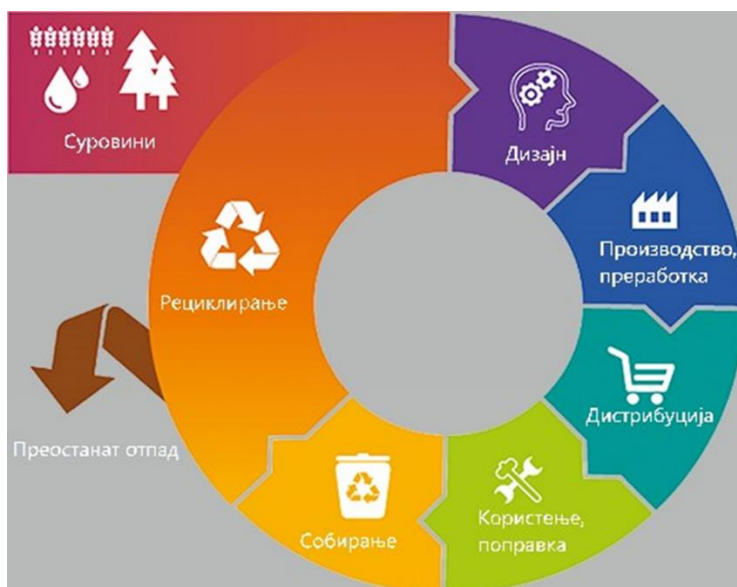 Суровини
Дизајн
Производство,
преработка
Рециклирање
Дистрибуција
Преостанат отпад
Користење,
поправка
Собирање